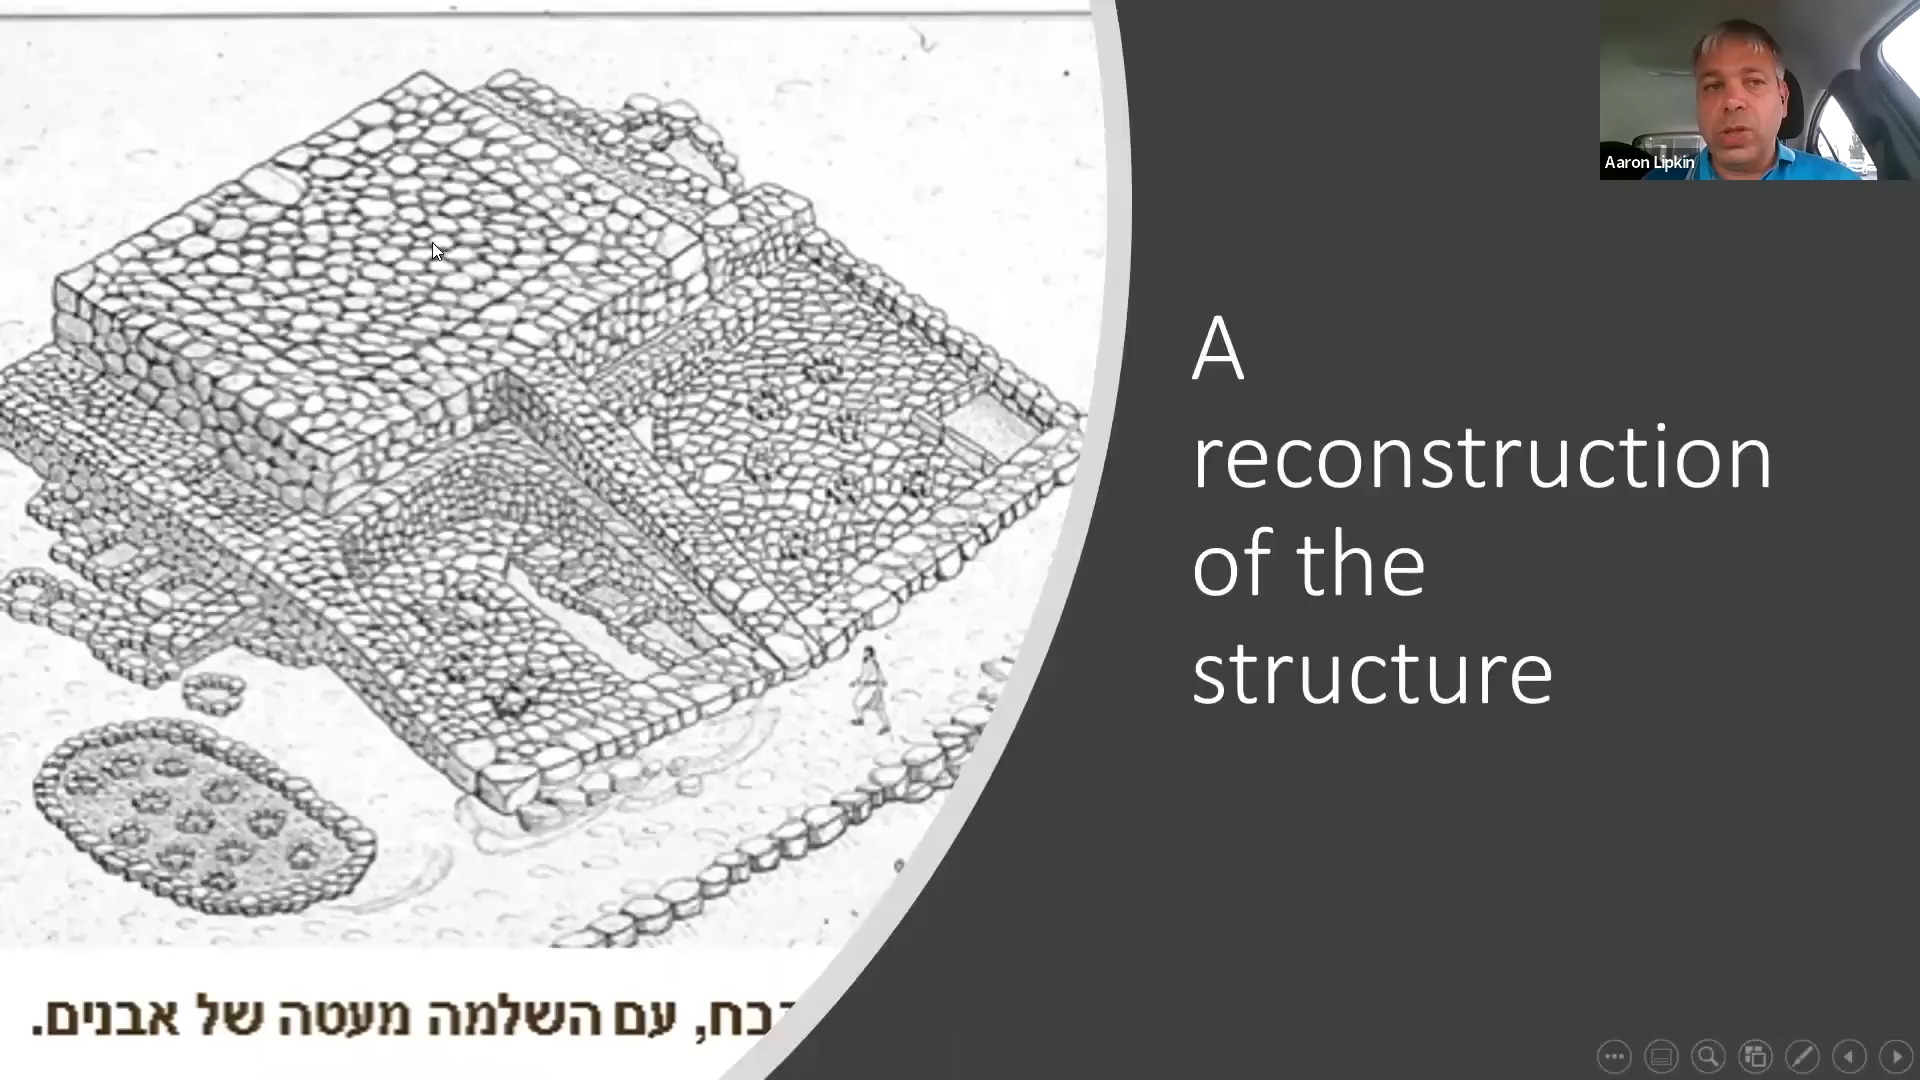 Aaron Lipkin
A
reconstruction
of the
structure
עם השלמה מעטה של אבנים.